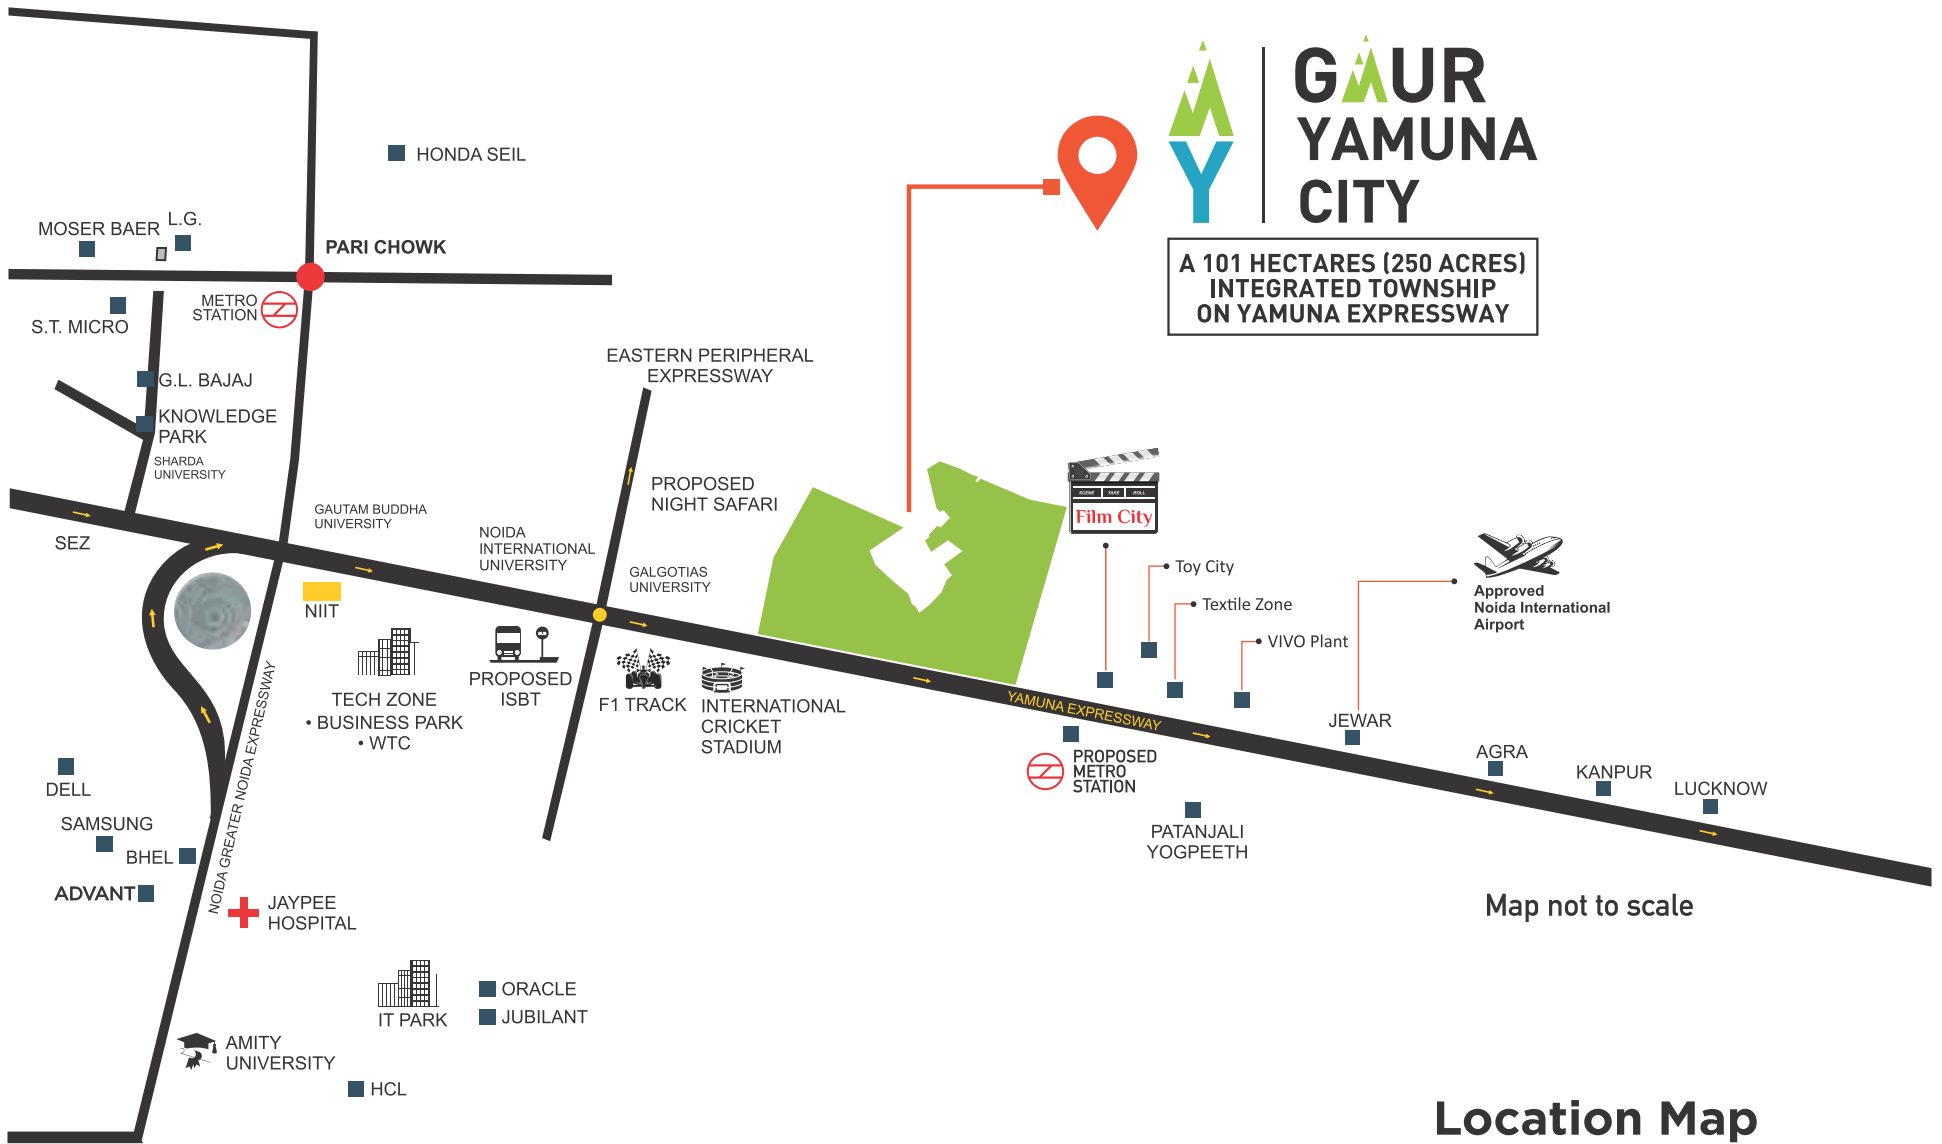 GAUR
YAMUNA
CITY
A 101 HECTARES (250 ACRES)
INTEGRATED TOWNSHIP
ON YAMUNA EXPRESSWAY
HONDA SEIL
MOSER BAER
L.G.
PARI CHOWK
METRO
STATION
S.T. MICRO
G.L. BAJAJ
KNOWLEDGE
PARK
SHARDA
UNIVERSITY
EASTERN PERIPHERAL
EXPRESSWAY
PROPOSED
NIGHT SAFARI
SEZ
GAUTAM BUDDHA
UNIVERSITY
NOIDA
INTERNATIONAL
UNIVERSITY
GALGOTIAS
UNIVERSITY
SCENE TAKE ROLL
Film City
Toy City
Textile Zone
VIVO Plant
Approved
Noida International
Airport
NIIT
TECH ZONE
• BUSINESS PARK
• WTC
PROPOSED
ISBT
F1 TRACK
INTERNATIONAL
CRICKET
STADIUM
YAMUNA EXPRESSWAY
JEWAR
AGRA
KANPUR
LUCKNOW
PROPOSED
METRO
STATION
PATANJALI
YOGPEETH
NOIDA GREATER NOIDA EXPRESSWAY
DELL
SAMSUNG
BHEL
ADVANT
JAYPEE
HOSPITAL
Map not to scale
IT PARK
ORACLE
JUBILANT
AMITY
UNIVERSITY
HCL
Location Map